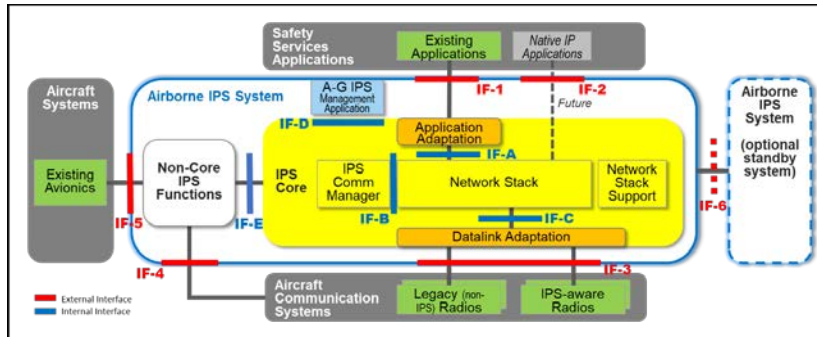 Safety
Services
Applications
Existing
Applications
Native IP
Applications
Aircraft
Systems
Airborne IPS System
A-G IPS
Management
Application
IF-1
IF-2
Future
Airborne
IPS
System
(optional
standby
system)
IF-D
Application
Adaptation
IF-A
Existing
Avionics
Non-Core
IPS
Functions
IPS
Core
IPS
Comm
Manager
Network Stack
Network
Stack
Support
IF-5
IF-E
IF-B
IF-C
IF-6
Datalink Adaptation
IF-4
IF-3
Aircraft
Communication
Systems
Legacy (non-
IPS) Radios
IPS-aware
Radios
External Interface
Internal Interface